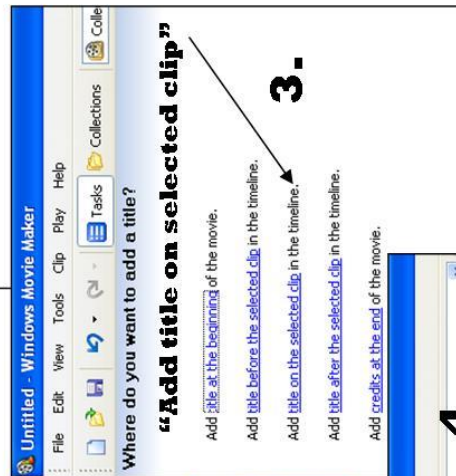 Untitled - Windows Movie Maker
File Edit View Tools Clip Play Help
Tasks Collections Colle
Where do you want to add a title?
“Add title on selected clip”
3.
Add title at the beginning of the movie.
Add title before the selected clip in the timeline.
Add title on the selected clip in the timeline.
Add title after the selected clip in the timeline.
Add credits at the end of the movie.
4